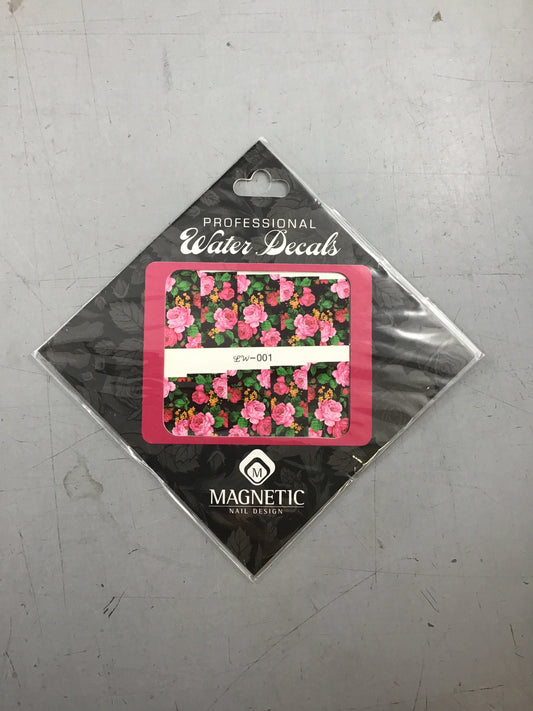 PROFESSIONAL
Water Decals
LW-001
M
MAGNETIC
NAIL DESIGN